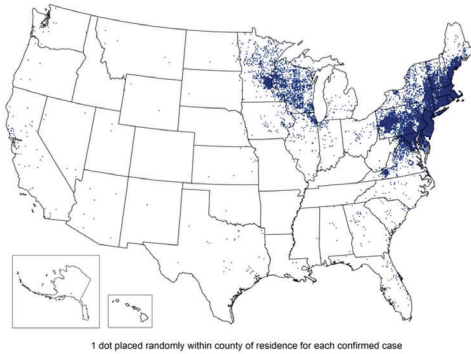 1 dot placed randomly within county of residence for each confirmed case